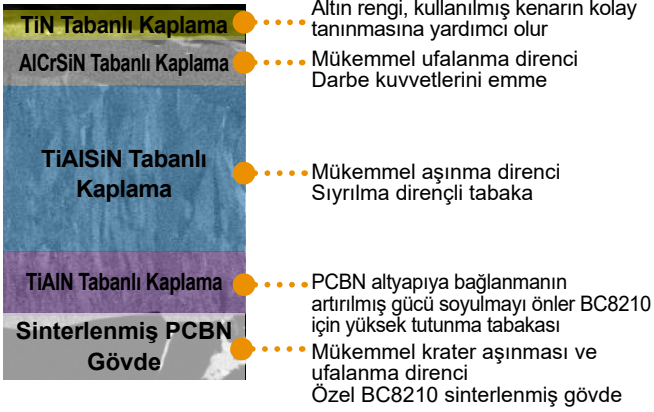 TiN Tabanlı Kaplama
Altın rengi, kullanılmış kenarın kolay
tanınmasına yardımcı olur
AlCrSiN Tabanlı Kaplama
Mükemmel ufalanma direnci
Darbe kuvvetlerini emme
TiAlSiN Tabanlı
Kaplama
Mükemmel aşınma direnci
Sıyrılma dirençli tabaka
TiAlN Tabanlı Kaplama
PCBN altyapıya bağlanmanın
artırılmış gücü soyulmayı önler BC8210
için yüksek tutunma tabakası
Sinterlenmiş PCBN
Gövde
Mükemmel krater aşınması ve
ufalanma direnci
Özel BC8210 sinterlenmiş gövde